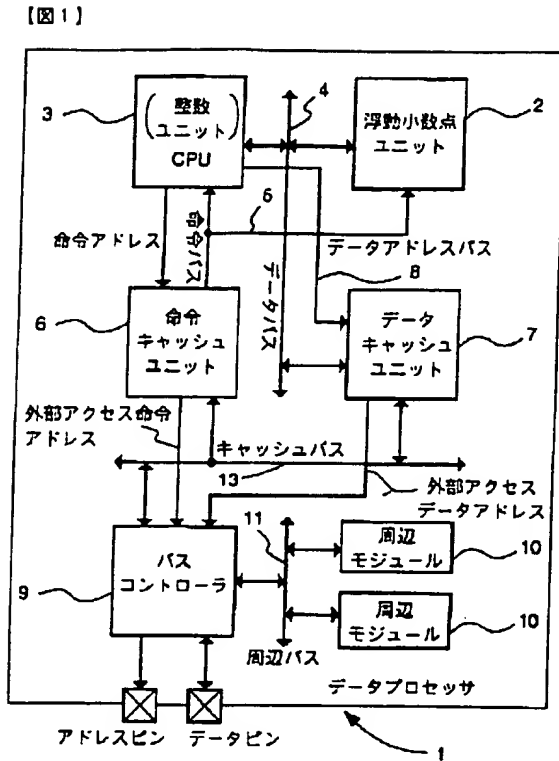 【図1】
3
整数
ユニット
CPU
4
浮動小数点
ユニット
2
命令アドレス
命令バス
5
データアドレスバス
8
データバス
6
命令
キャッシュ
ユニット
データ
キャッシュ
ユニット
7
外部アクセス命令
アドレス
キャッシュバス
13
外部アクセス
データアドレス
11
9
バス
コントローラ
周辺
モジュール
10
周辺
モジュール
10
周辺バス
データプロセッサ
アドレスピン
データピン
1